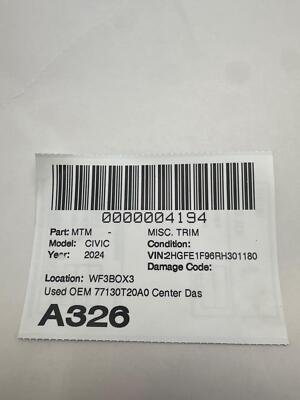 0000004194
Part: MTM - MISC. TRIM
Model: CIVIC Condition:
Year: 2024 VIN:2HGFE1F96RH301180
Damage Code:
Location: WF3BOX3
Used OEM 77130T20A0 Center Das
A326